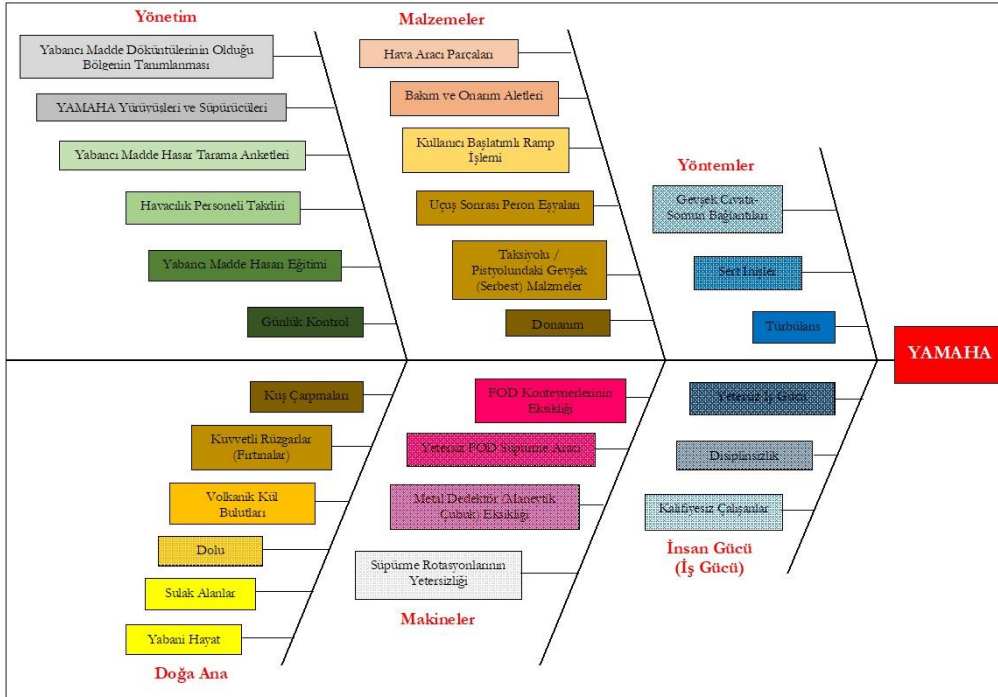 Yönetim
Yabancı Madde Döküntülerinin Olduğu
Bölgenin Tanımlanması
YAMAHA Yürüyüşleri ve Süpürücüleri
Yabancı Madde Hasar Tarama Anketleri
Havacılık Personeli Takdiri
Yabancı Madde Hasarı Eğitimi
Günlük Kontrol
Malzemeler
Hava Aracı Parçaları
Bakım ve Onarım Aletleri
Kullanıcı Başlatımlı Ramp
İşlemi
Uçuş Sonrası Peron Eşyaları
Taksiyolu /
Pistyolundaki Gevşek
(Serbest) Malzmeler
Donanım
Yöntemler
Gevşek Cıvata-
Somun Bağlantıları
Sert İnişler
Türbülans
YAMAHA
Kuş Çarpmaları
Kuvvetli Rüzgarlar
(Fırtınalar)
Volkanik Kül
Bulutları
Dolu
Sulak Alanlar
Yabani Hayat
Doğa Ana
FOD Konteynerlerinin
Eksikliği
Yetersiz FOD Süpürme Aracı
Metal Dedektör (Maneytik
Çubuk) Eksikliği
Süpürme Rotasyonlarının
Yetersizliği
Makineler
Yetersiz İş Gücü
Disiplinsizlik
Kalifiyesiz Çalışanlar
İnsan Gücü
(İş Gücü)